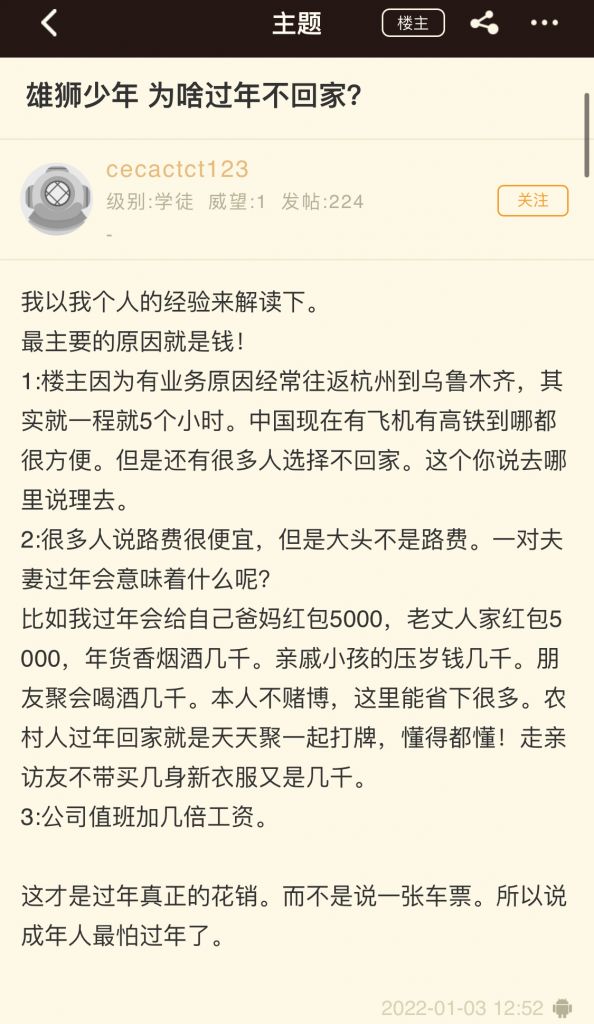 主题
楼主
雄狮少年 为啥过年不回家？
cecactct123
级别:学徒 威望:1 发帖:224
关注
-
我以我个人的经验来解读下。
最主要的原因就是钱！
1:楼主因为有业务原因经常往返杭州到乌鲁木齐，其
实就一程就5个小时。中国现在有飞机有高铁到哪都
很方便。但是还有很多人选择不回家。这个你说去哪
里说理去。
2:很多人说路费很便宜，但是大头不是路费。一对夫
妻过年会意味着什么呢？
比如我过年会给自己爸妈红包5000，老丈人家红包5
000，年货香烟酒几千。亲戚小孩的压岁钱几千。朋
友聚会喝酒几千。本人不赌博，这里能省下很多。农
村人过年回家就是天天聚一起打牌，懂得都懂！走亲
访友不带买几身新衣服又是几千。
3:公司值班加几倍工资。
这才是过年真正的花销。而不是说一张车票。所以说
成年人最怕过年了。
2022-01-03 12:52